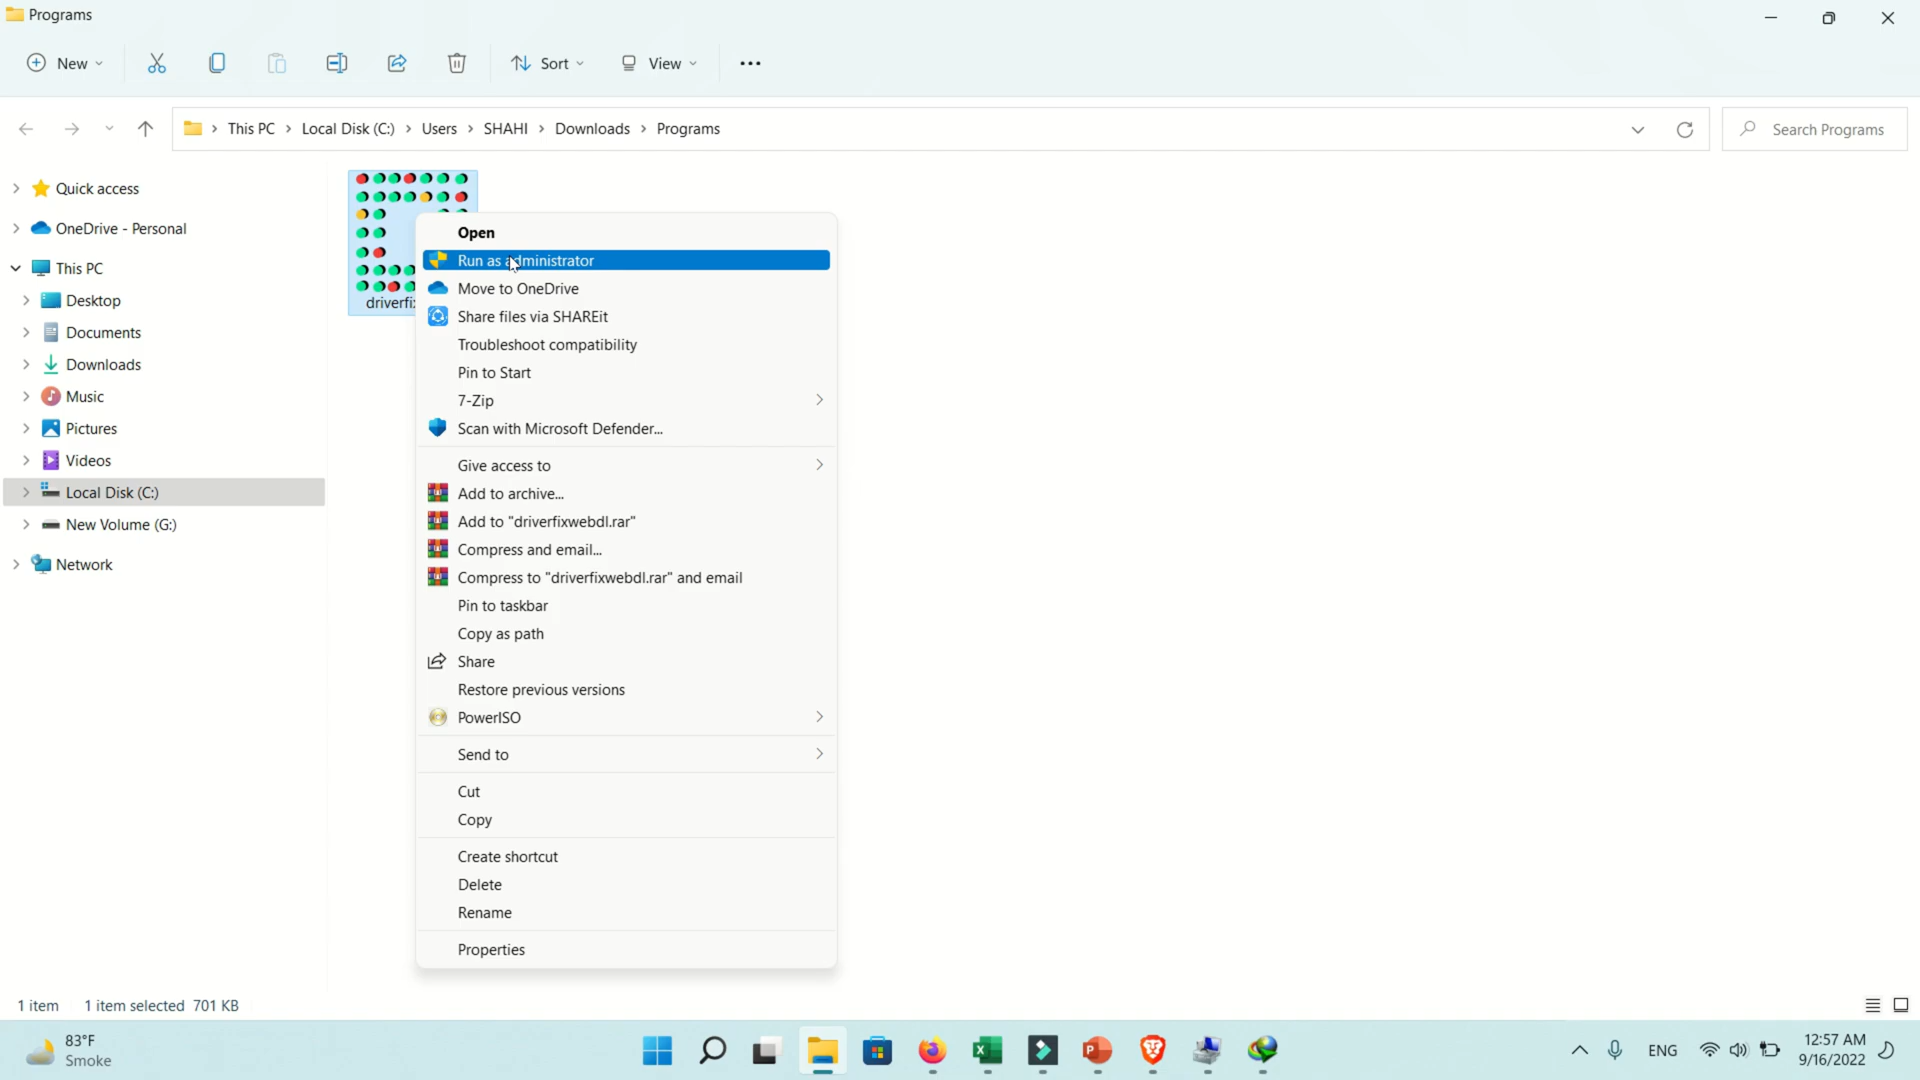 Programs
New
Sort
View
This PC > Local Disk (C:) > Users > SHAHI > Downloads > Programs
Search Programs
Quick access
OneDrive - Personal
This PC
Desktop
Documents
Downloads
Music
Pictures
Videos
Local Disk (C:)
New Volume (G:)
Network
Open
Run as administrator
Move to OneDrive
Share files via SHAREit
Troubleshoot compatibility
Pin to Start
7-Zip
Scan with Microsoft Defender...
Give access to
Add to archive...
Add to "driverfixwebdl.rar"
Compress and email...
Compress to "driverfixwebdl.rar" and email
Pin to taskbar
Copy as path
Share
Restore previous versions
PowerISO
Send to
Cut
Copy
Create shortcut
Delete
Rename
Properties
1 item 1 item selected 701 KB
83°F
Smoke
ENG
12:57 AM
9/16/2022